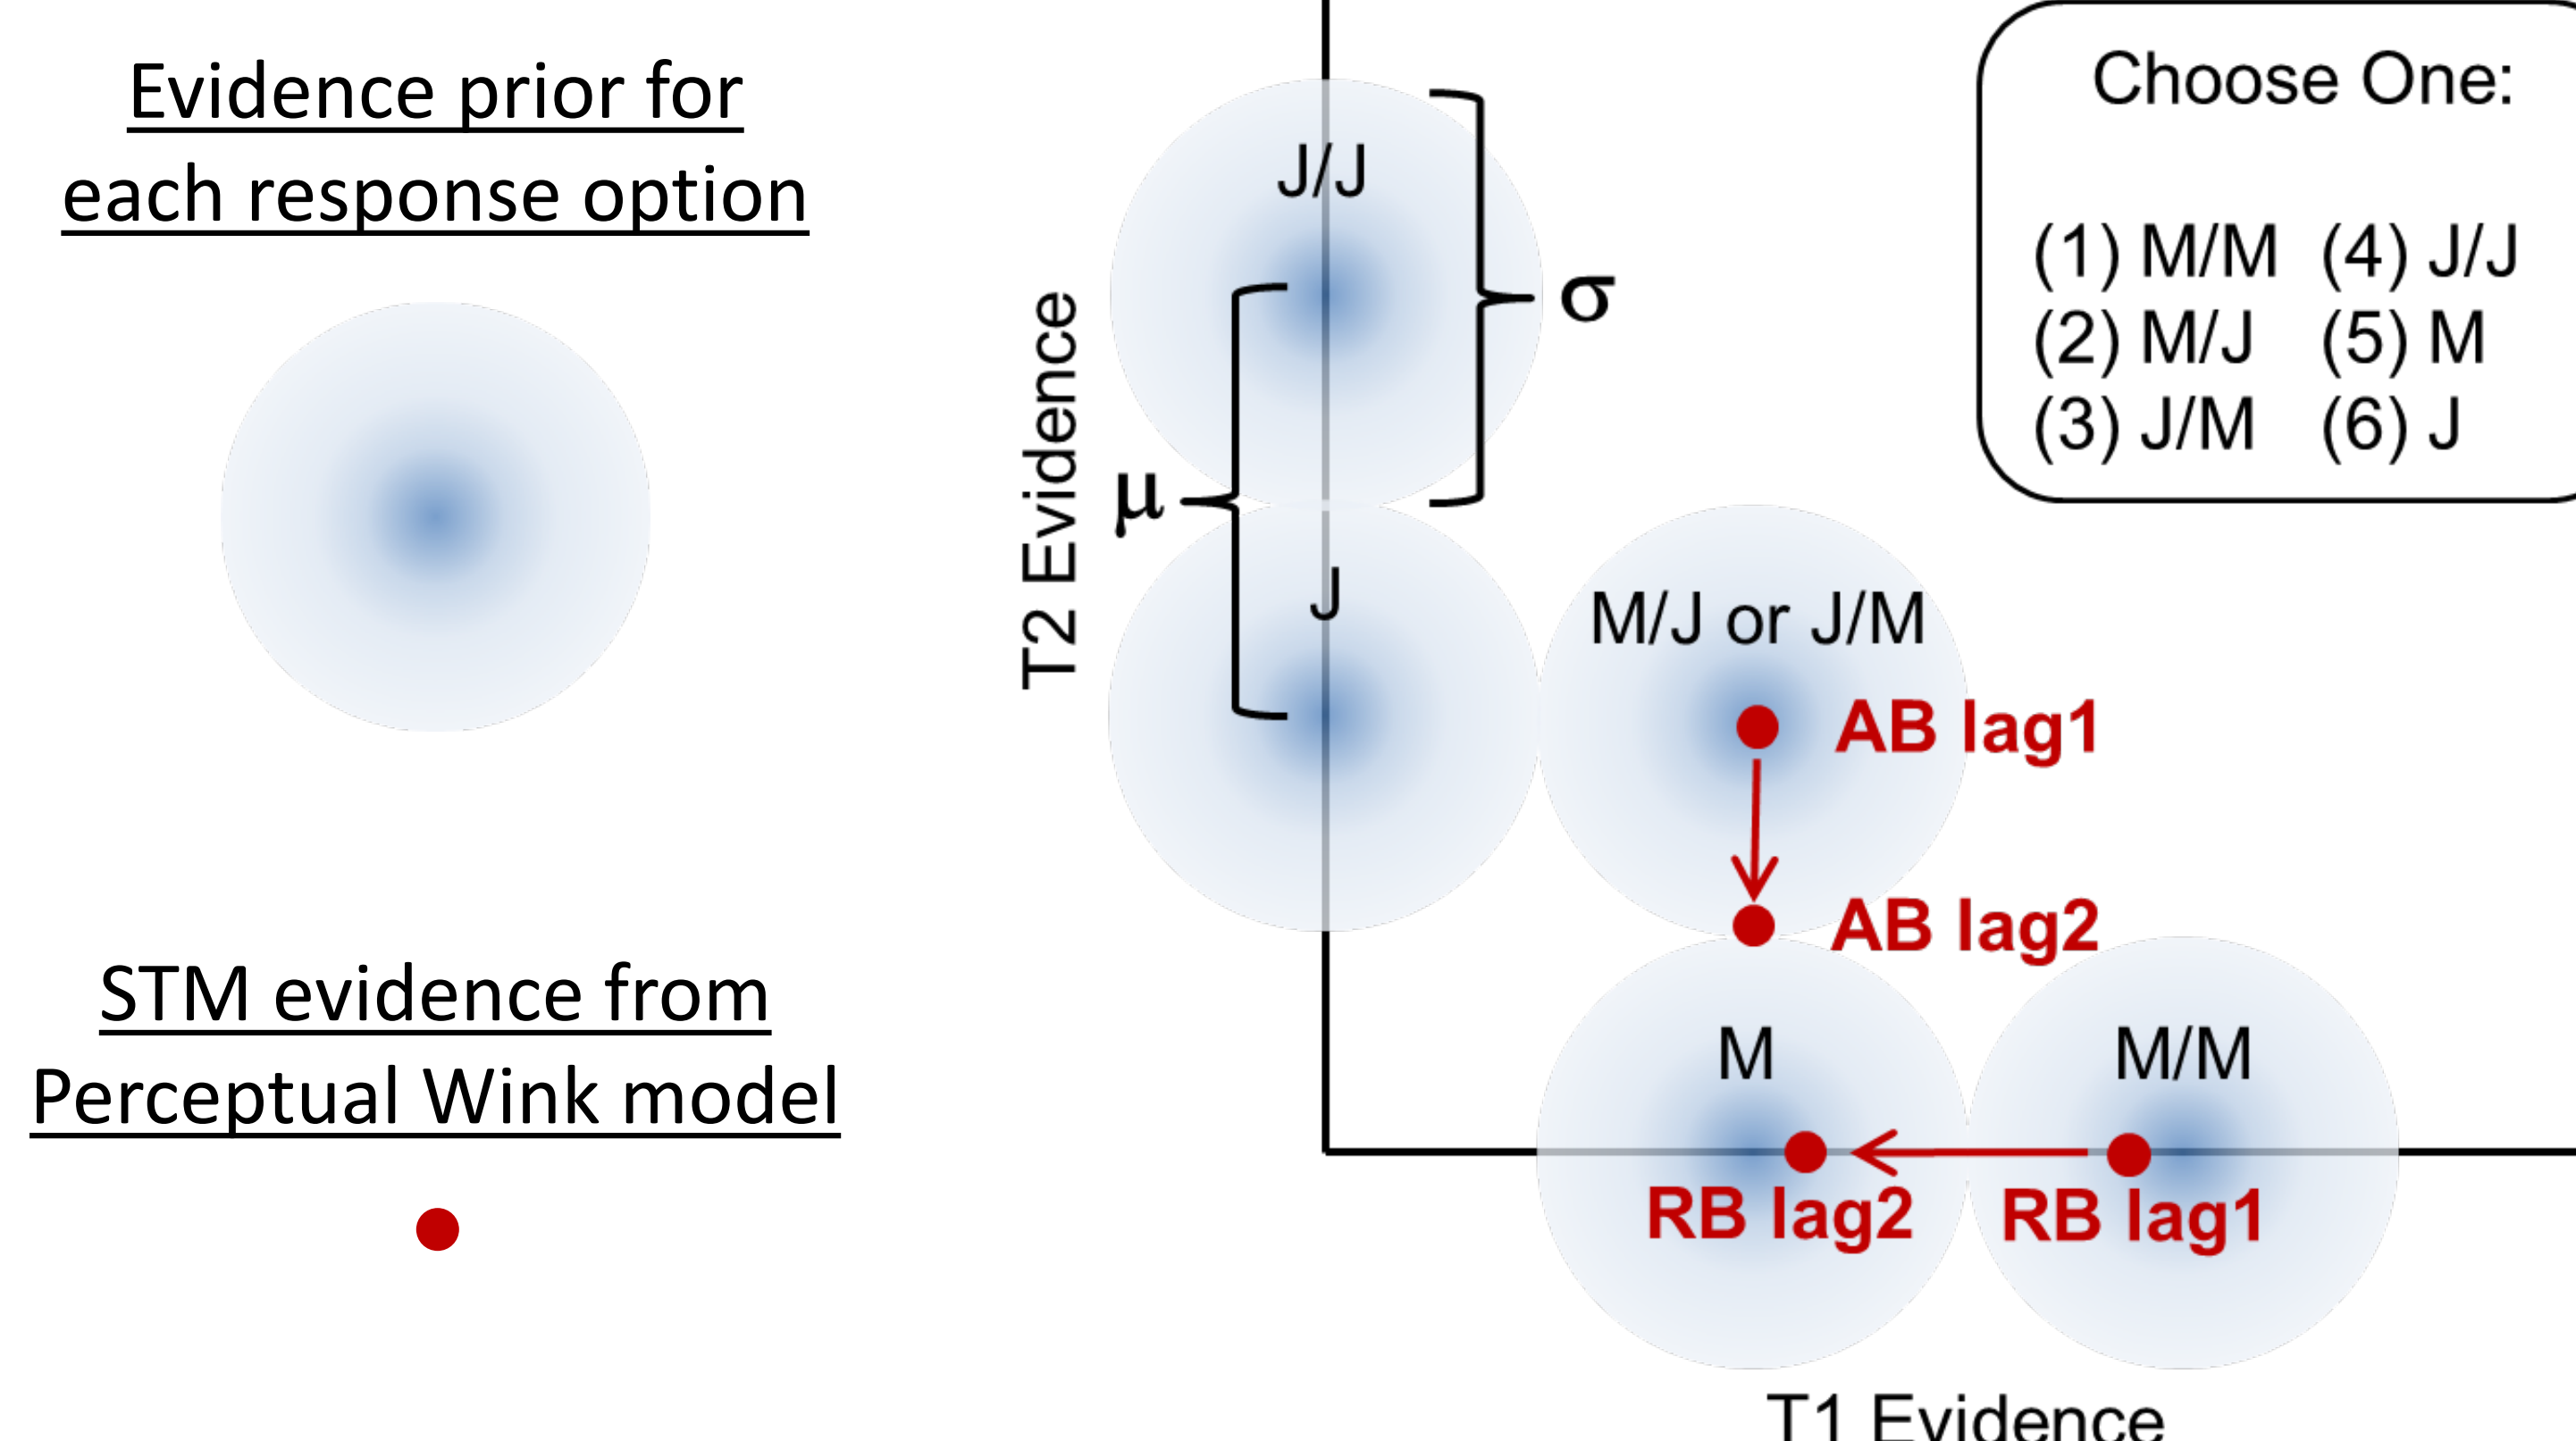 Evidence prior for
each response option
STM evidence from
Perceptual Wink model
T2 Evidence
J/J
σ
μ
J
M/J or J/M
AB lag1
AB lag2
M
M/M
RB lag2
RB lag1
T1 Evidence
Choose One:
(1) M/M (4) J/J
(2) M/J (5) M
(3) J/M (6) J